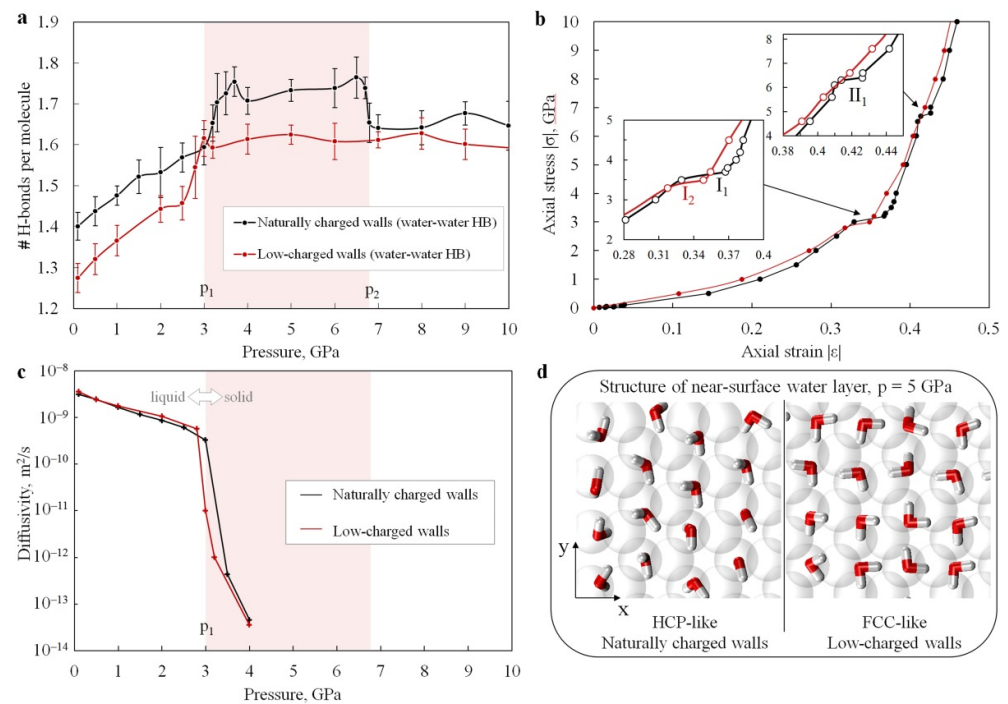 a
1.9
1.8
1.7
1.6
1.5
1.4
1.3
1.2
# H-bonds per molecule
Naturally charged walls (water-water HB)
Low-charged walls (water-water HB)
p1
p2
0 1 2 3 4 5 6 7 8 9 10
Pressure, GPa
b
10
9
8
7
6
5
4
3
2
1
0
Axial stress |σ|, GPa
8
7
6
5
4
II1
0.38 0.4 0.42 0.44
5
4
3
2
I2
I1
0.28 0.31 0.34 0.37 0.4
0 0.1 0.2 0.3 0.4 0.5
Axial strain |ε|
c
10−8
10−9
10−10
10−11
10−12
10−13
10−14
Diffusivity, m2/s
liquid solid
Naturally charged walls
Low-charged walls
p1
0 1 2 3 4 5 6 7 8 9 10
Pressure, GPa
d
Structure of near-surface water layer, p = 5 GPa
y
x
HCP-like
Naturally charged walls
FCC-like
Low-charged walls